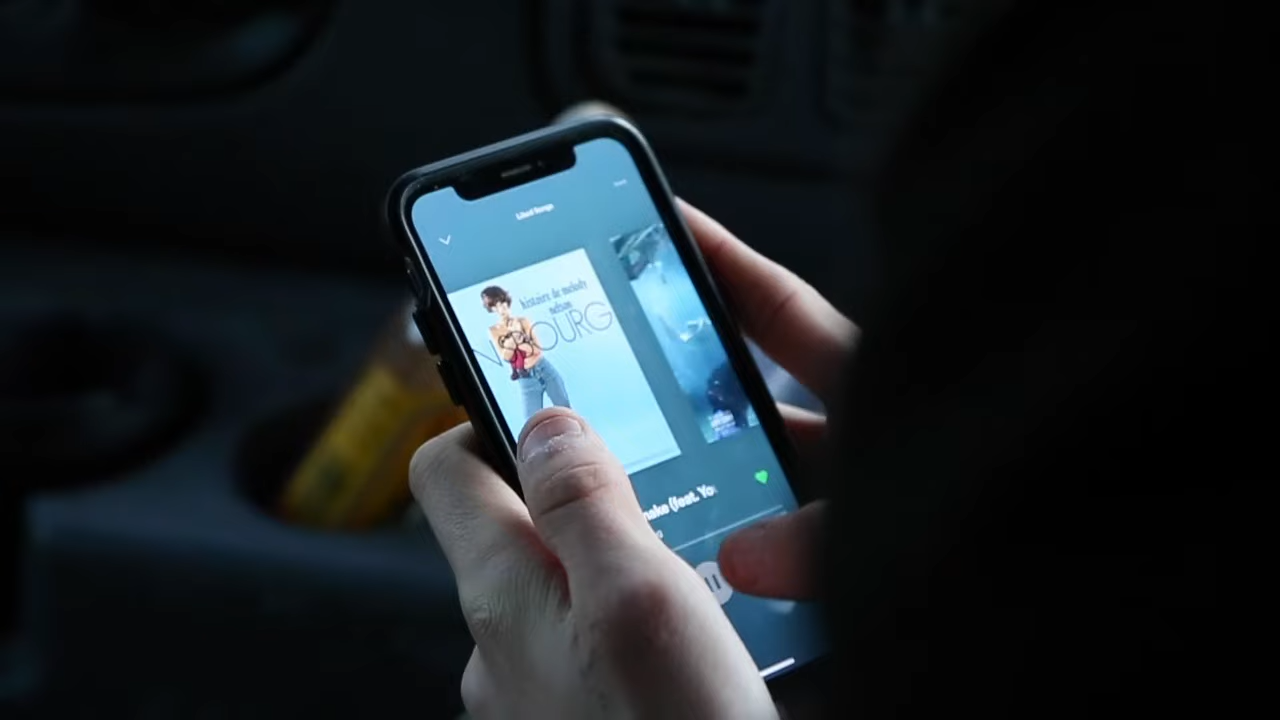 Liked Songs
histoire de melody
nelson
N OURG
nake (feat. Yo